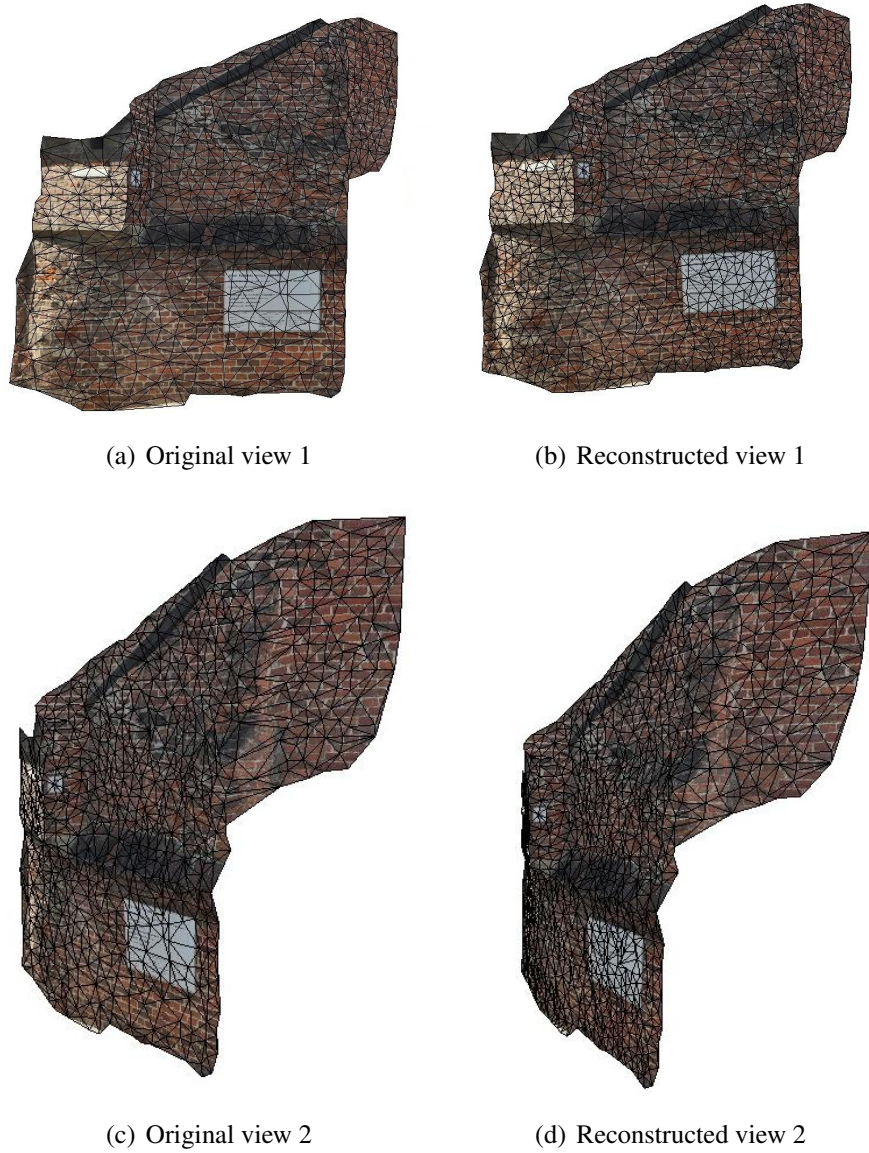 (a) Original view 1
(b) Reconstructed view 1
(c) Original view 2
(d) Reconstructed view 2